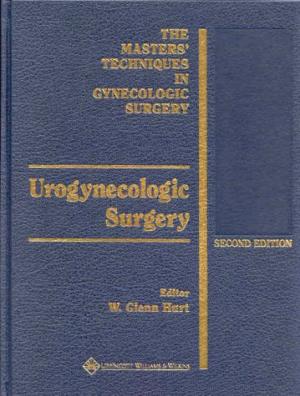 THE
MASTERS'
TECHNIQUES
IN
GYNECOLOGIC
SURGERY
Urogynecologic
Surgery
SECOND EDITION
Editor
W. Glenn Hurt
LIPPINCOTT WILLIAMS & WILKINS